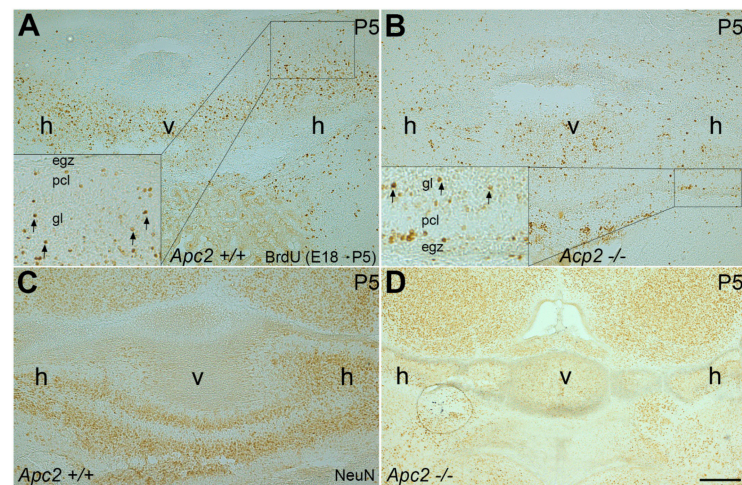 A P5
h v h
egz
pcl
gl
Apc2 +/+ BrdU (E18 -P5)
B P5
h v h
gl
pcl
egz
Acp2 -/-
C P5
h v h
Apc2 +/+ NeuN
D P5
h v h
Apc2 -/-